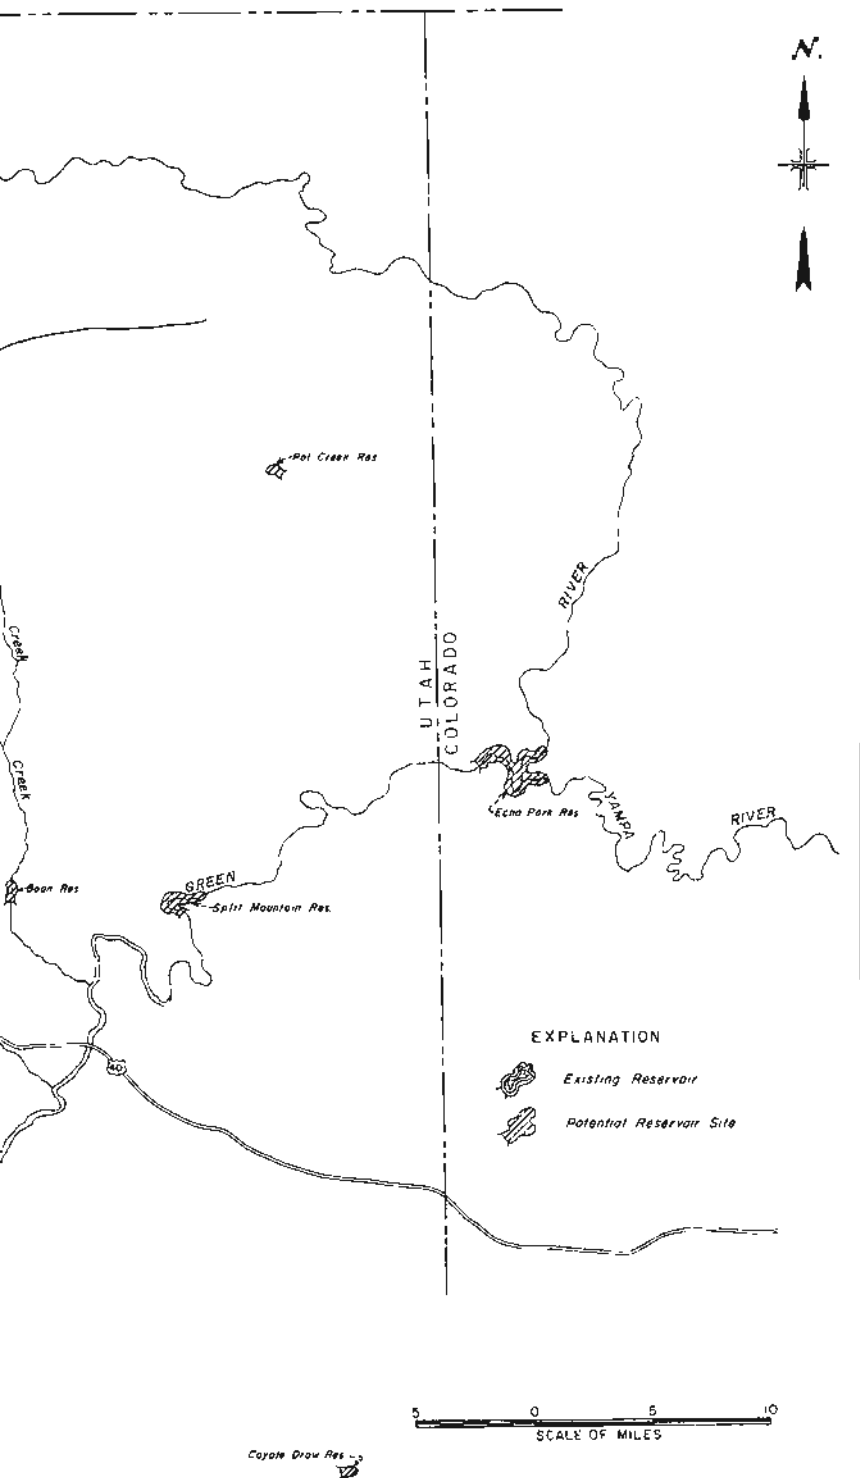 N.
Pot Creek Res
RIVER
Creek
UTAH
COLORADO
Creek
Echo Park Res
YAMPA
RIVER
GREEN
Split Mountain Res.
Res
40
EXPLANATION
Existing Reservoir
Potential Reservoir Site
5 0 5 10
SCALE OF MILES
Coyote Draw Res